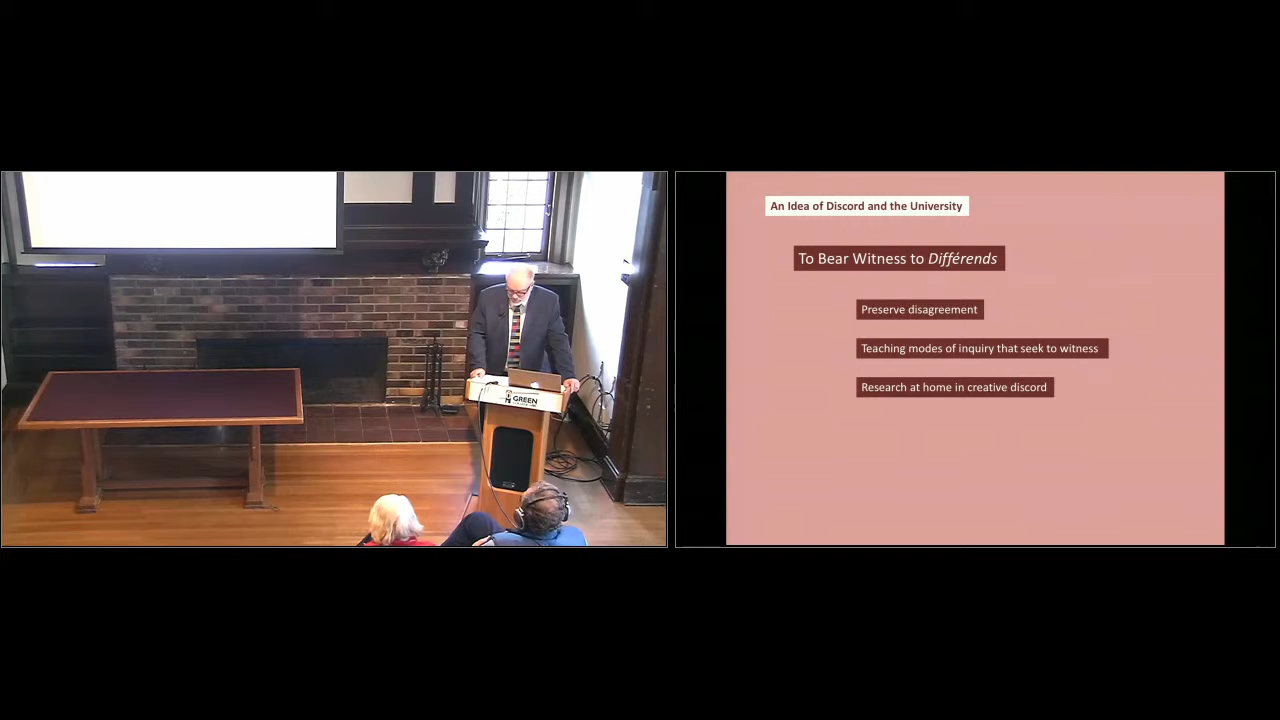 GREEN
An Idea of Discord and the University
To Bear Witness to Différends
Preserve disagreement
Teaching modes of inquiry that seek to witness
Research at home in creative discord